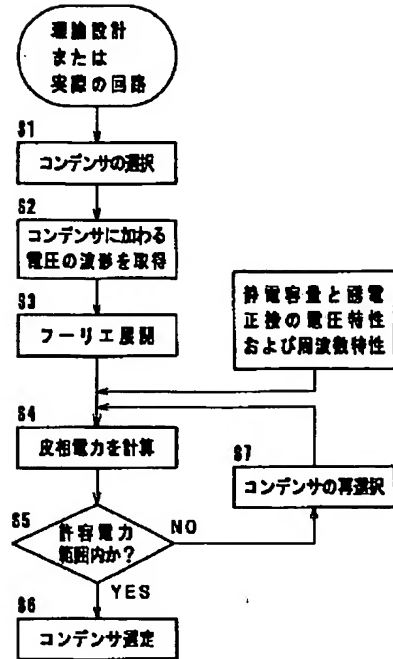 理論設計
または
実際の回路
S1
コンデンサの選択
S2
コンデンサに加わる
電圧の波形を取得
S3
フーリエ展開
静電容量と誘電
正接の電圧特性
および周波数特性
S4
皮相電力を計算
S7
コンデンサの再選択
S5
許容電力
範囲内か?
NO
YES
S6
コンデンサ選定